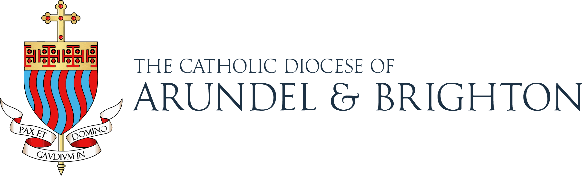 THE CATHOLIC DIOCESE OF
ARUNDEL & BRIGHTON
PAX ET
DOMINO
GAVDIVM IN